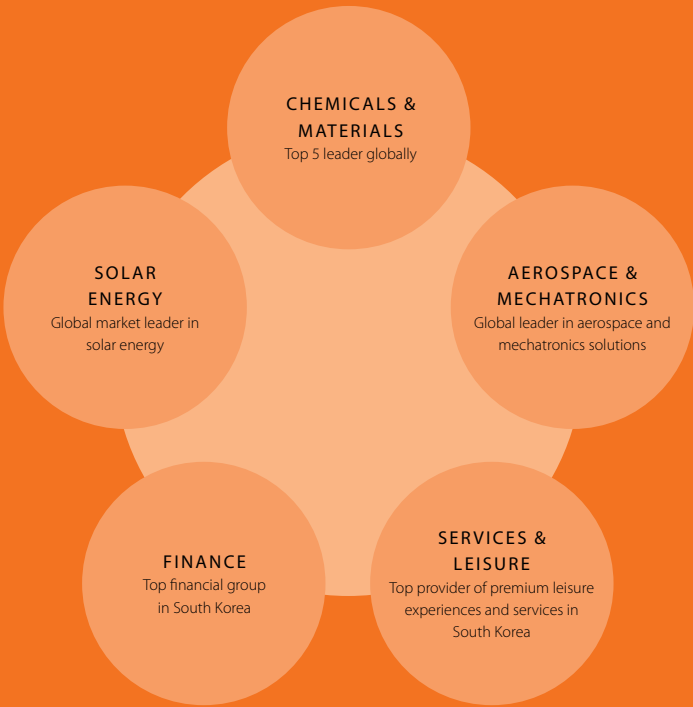 CHEMICALS &
MATERIALS
Top 5 leader globally
SOLAR
ENERGY
Global market leader in
solar energy
AEROSPACE &
MECHATRONICS
Global leader in aerospace and
mechatronics solutions
FINANCE
Top financial group
in South Korea
SERVICES &
LEISURE
Top provider of premium leisure
experiences and services in
South Korea